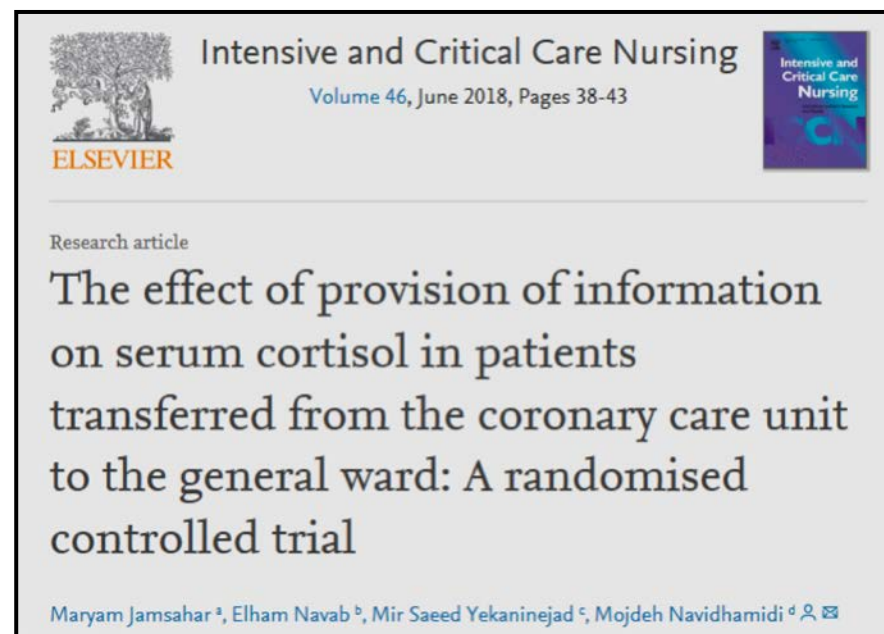 Intensive and Critical Care Nursing
Volume 46, June 2018, Pages 38-43
Intensive and
Critical Care
Nursing
ELSEVIER
Research article
The effect of provision of information
on serum cortisol in patients
transferred from the coronary care unit
to the general ward: A randomised
controlled trial
Maryam Jamsahar ᵃ, Elham Navab ᵇ, Mir Saeed Yekaninejad ᶜ, Mojdeh Navidhamidi ᵈ